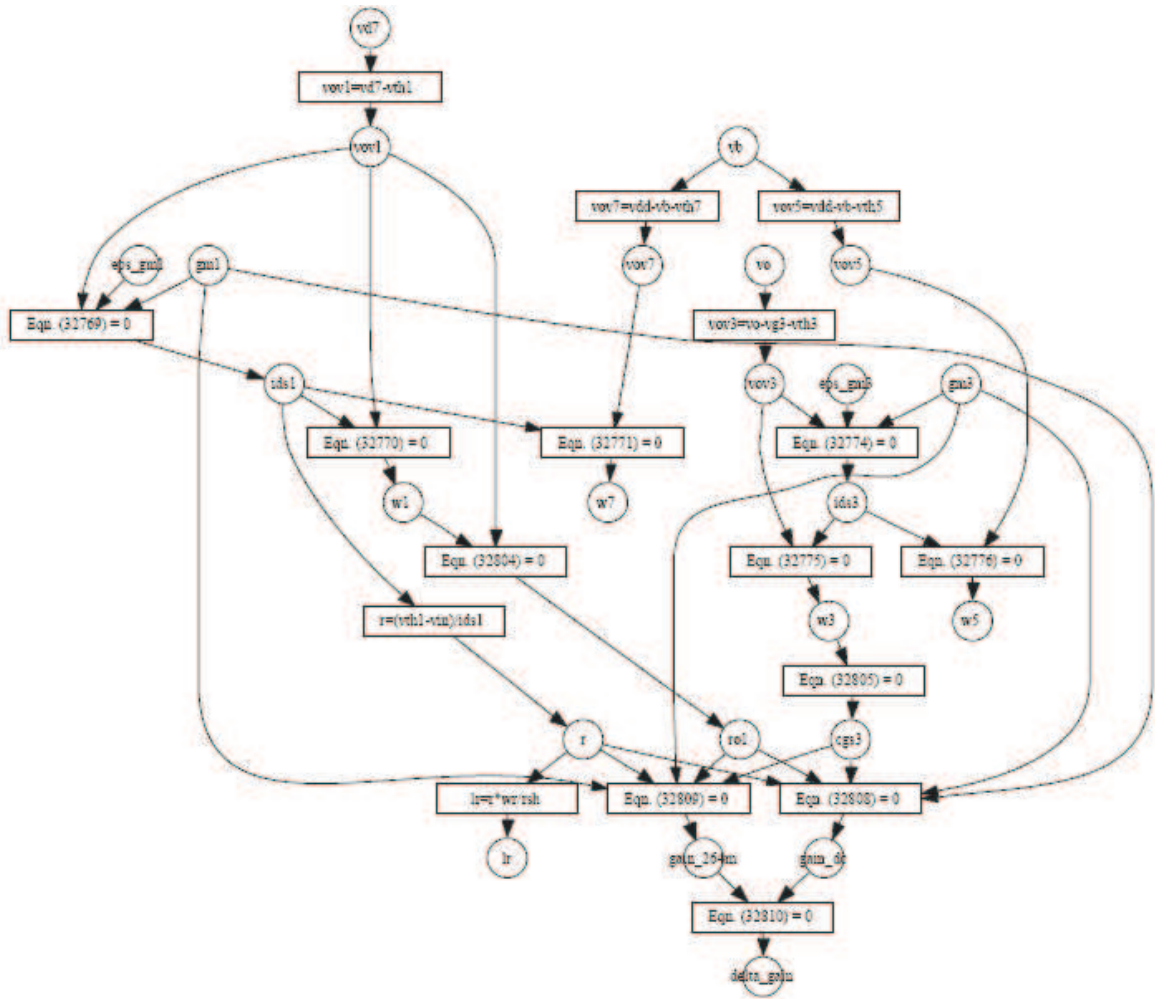 vd7
vov1=vd7-vth1
vov1
vb
vov7=vdd-vb-vth7
vov5=vdd-vb-vth5
eps_gm1
gm1
vov7
vo
vov5
Eqn. (32769) = 0
vov3=vo-vg3-vth3
ids1
vov3
eps_gm3
gm3
Eqn. (32770) = 0
Eqn. (32771) = 0
Eqn. (32774) = 0
w1
w7
ids3
Eqn. (32804) = 0
Eqn. (32775) = 0
Eqn. (32776) = 0
r=(vth1-vin)/ids1
w3
w5
Eqn. (32805) = 0
r
ro1
cgs3
lr=r*wr/rsh
Eqn. (32809) = 0
Eqn. (32808) = 0
lr
gain_264m
gain_dc
Eqn. (32810) = 0
delta_gain